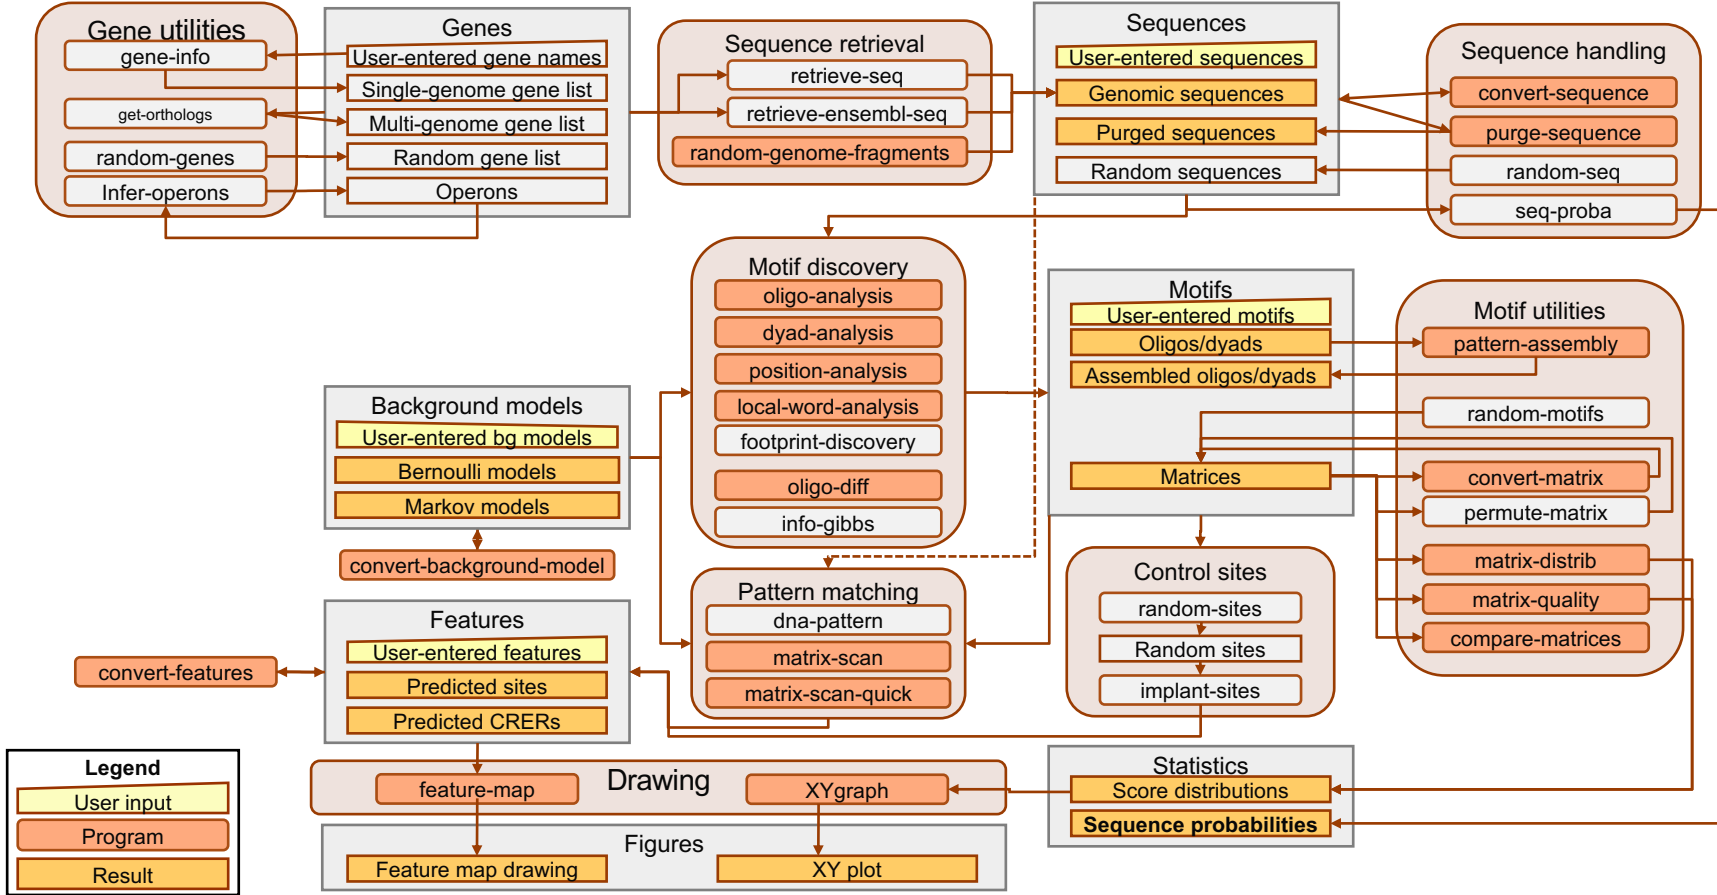 Gene utilities
gene-info
get-orthologs
random-genes
Infer-operons
Genes
User-entered gene names
Single-genome gene list
Multi-genome gene list
Random gene list
Operons
Sequence retrieval
retrieve-seq
retrieve-ensembl-seq
random-genome-fragments
Sequences
User-entered sequences
Genomic sequences
Purged sequences
Random sequences
Sequence handling
convert-sequence
purge-sequence
random-seq
seq-proba
Motif discovery
oligo-analysis
dyad-analysis
position-analysis
local-word-analysis
footprint-discovery
oligo-diff
info-gibbs
Motifs
User-entered motifs
Oligos/dyads
Assembled oligos/dyads
Matrices
Motif utilities
pattern-assembly
random-motifs
convert-matrix
permute-matrix
matrix-distrib
matrix-quality
compare-matrices
Background models
User-entered bg models
Bernoulli models
Markov models
convert-background-model
Pattern matching
dna-pattern
matrix-scan
matrix-scan-quick
Control sites
random-sites
Random sites
implant-sites
Features
User-entered features
Predicted sites
Predicted CRERs
convert-features
Statistics
Score distributions
Sequence probabilities
Drawing
feature-map
XYgraph
Figures
Feature map drawing
XY plot
Legend
User input
Program
Result